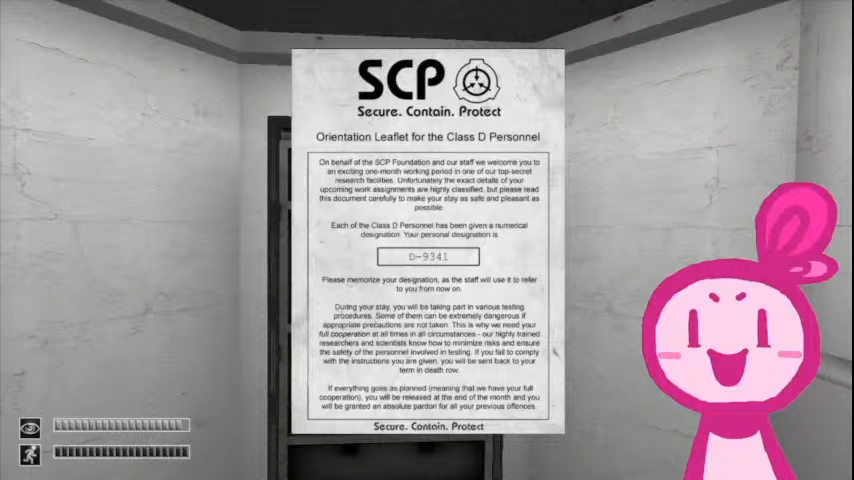 SCP
Secure. Contain. Protect
Orientation Leaflet for the Class D Personnel
On behalf of the SCP Foundation and our staff we welcome you to
an exciting one-month working period in one of our top-secret
research facilities. Unfortunately the exact details of your
upcoming work assignments are highly classified, but please read
this document carefully to make your stay as safe and pleasant as
possible.
Each of the Class D Personnel has been given a numerical
designation. Your personal designation is
D-9341
Please memorize your designation, as the staff will use it to refer
to you from now on.
During your stay, you will be taking part in various testing
procedures. Some of them can be extremely dangerous if
appropriate precautions are not taken. This is why we need your
full cooperation at all times in all circumstances - our highly trained
researchers and scientists know how to minimize risks and ensure
the safety of the personnel involved in testing. If you fail to comply
with the instructions you are given, you will be sent back to your
term in death row.
If everything goes as planned (meaning that we have your full
cooperation), you will be released at the end of the month and you
will be granted an absolute pardon for all your previous offences.
Secure. Contain. Protect